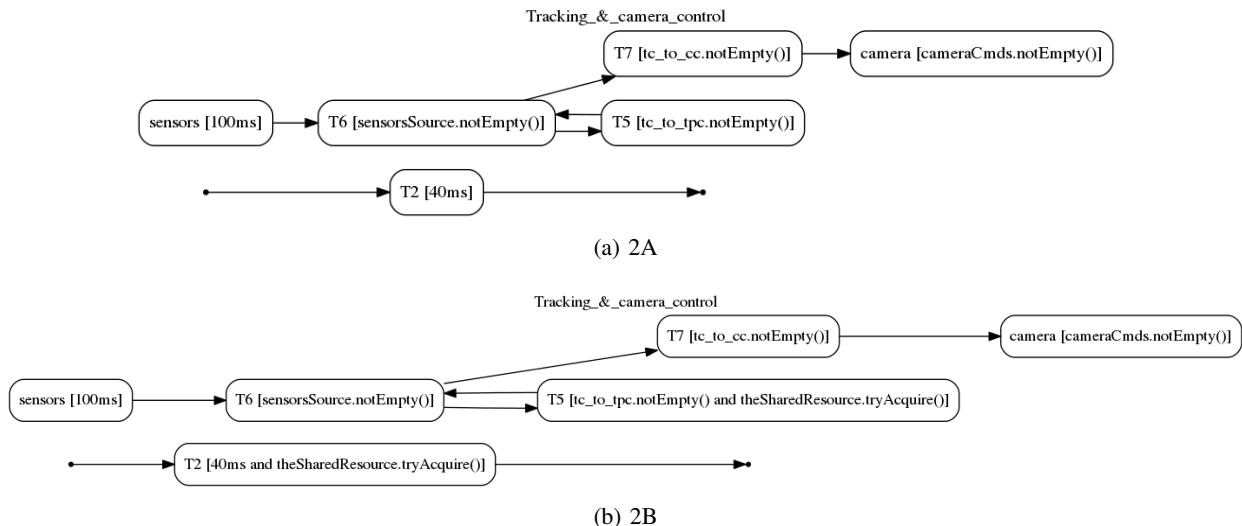 Tracking_&_camera_control
T7 [tc_to_cc.notEmpty()]
camera [cameraCmds.notEmpty()]
sensors [100ms]
T6 [sensorsSource.notEmpty()]
T5 [tc_to_tpc.notEmpty()]
T2 [40ms]
(a) 2A
Tracking_&_camera_control
T7 [tc_to_cc.notEmpty()]
camera [cameraCmds.notEmpty()]
sensors [100ms]
T6 [sensorsSource.notEmpty()]
T5 [tc_to_tpc.notEmpty() and theSharedResource.tryAcquire()]
T2 [40ms and theSharedResource.tryAcquire()]
(b) 2B